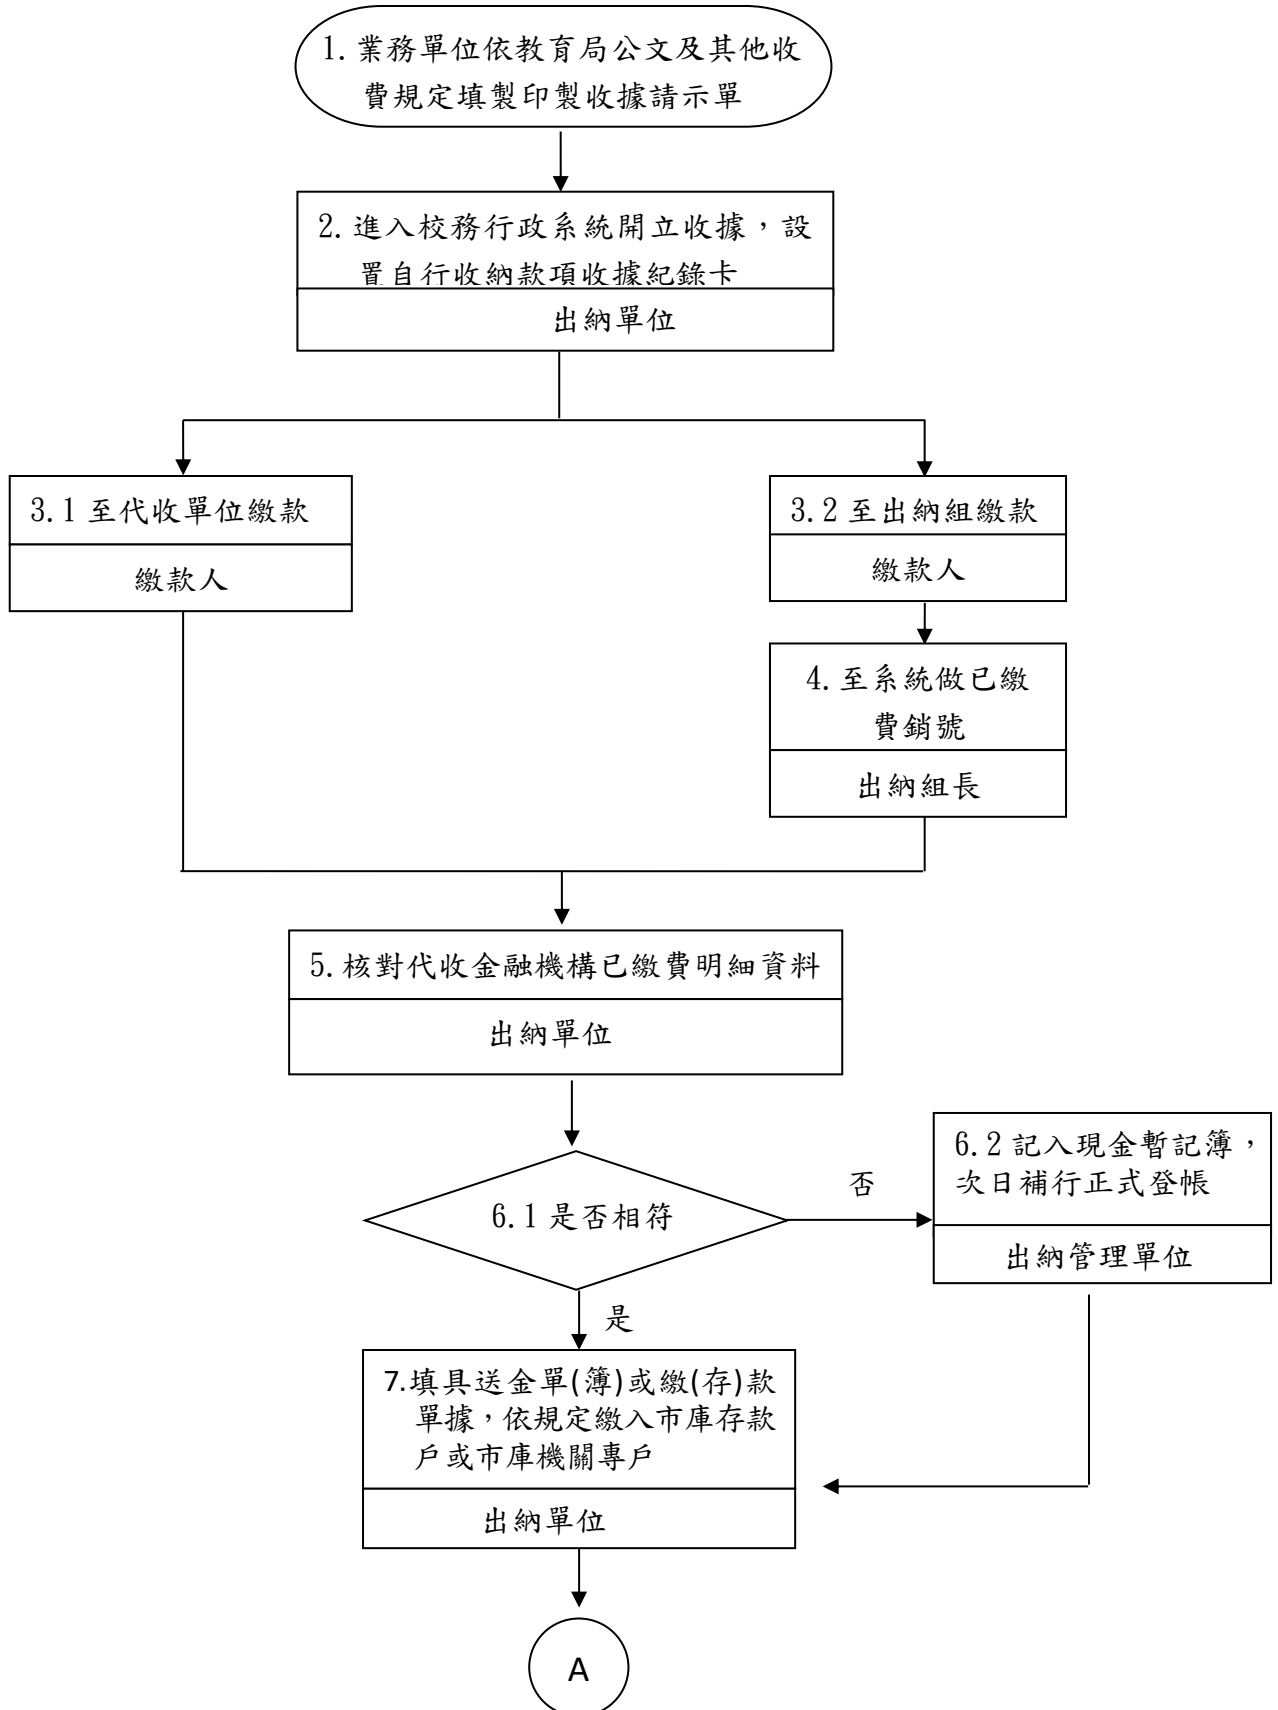 1. 業務單位依教育局公文及其他收
費規定填製印製收據請示單
2. 進入校務行政系統開立收據，設
置自行收納款項收據紀錄卡
出納單位
3.1 至代收單位繳款
繳款人
3.2 至出納組繳款
繳款人
4. 至系統做已繳
費銷號
出納組長
5. 核對代收金融機構已繳費明細資料
出納單位
6.1 是否相符
否
6.2 記入現金暫記簿，
次日補行正式登帳
出納管理單位
是
7.填具送金單(簿)或繳(存)款
單據，依規定繳入市庫存款
戶或市庫機關專戶
出納單位
A